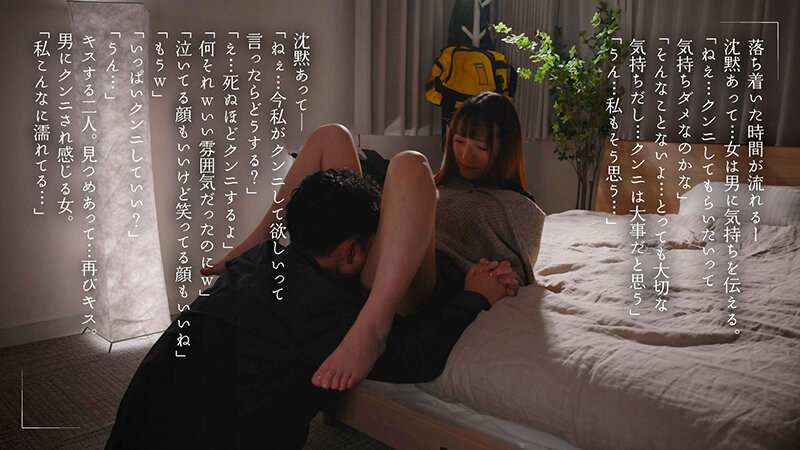 落ち着いた時間が流れる―
沈黙あって…女は男に気持ちを伝える。
「ねぇ…クンニしてもらいたいって
気持ちダメなのかな」
「そんなことないよ…とっても大切な
気持ちだし…クンニは大事だと思う」
「うん…私もそう思う…」
沈黙あって―
「ねぇ…今私がクンニして欲しいって
言ったらどうする?」
「え…死ぬほどクンニするよ」
「何それwいい雰囲気だったのにw」
「泣いてる顔もいいけど笑ってる顔もいいね」
「もうw」
「いっぱいクンニしていい?」
「うん…」
キスする二人。見つめあって…再びキス。
男にクンニされ感じる女。
「私こんなに濡れてる…」